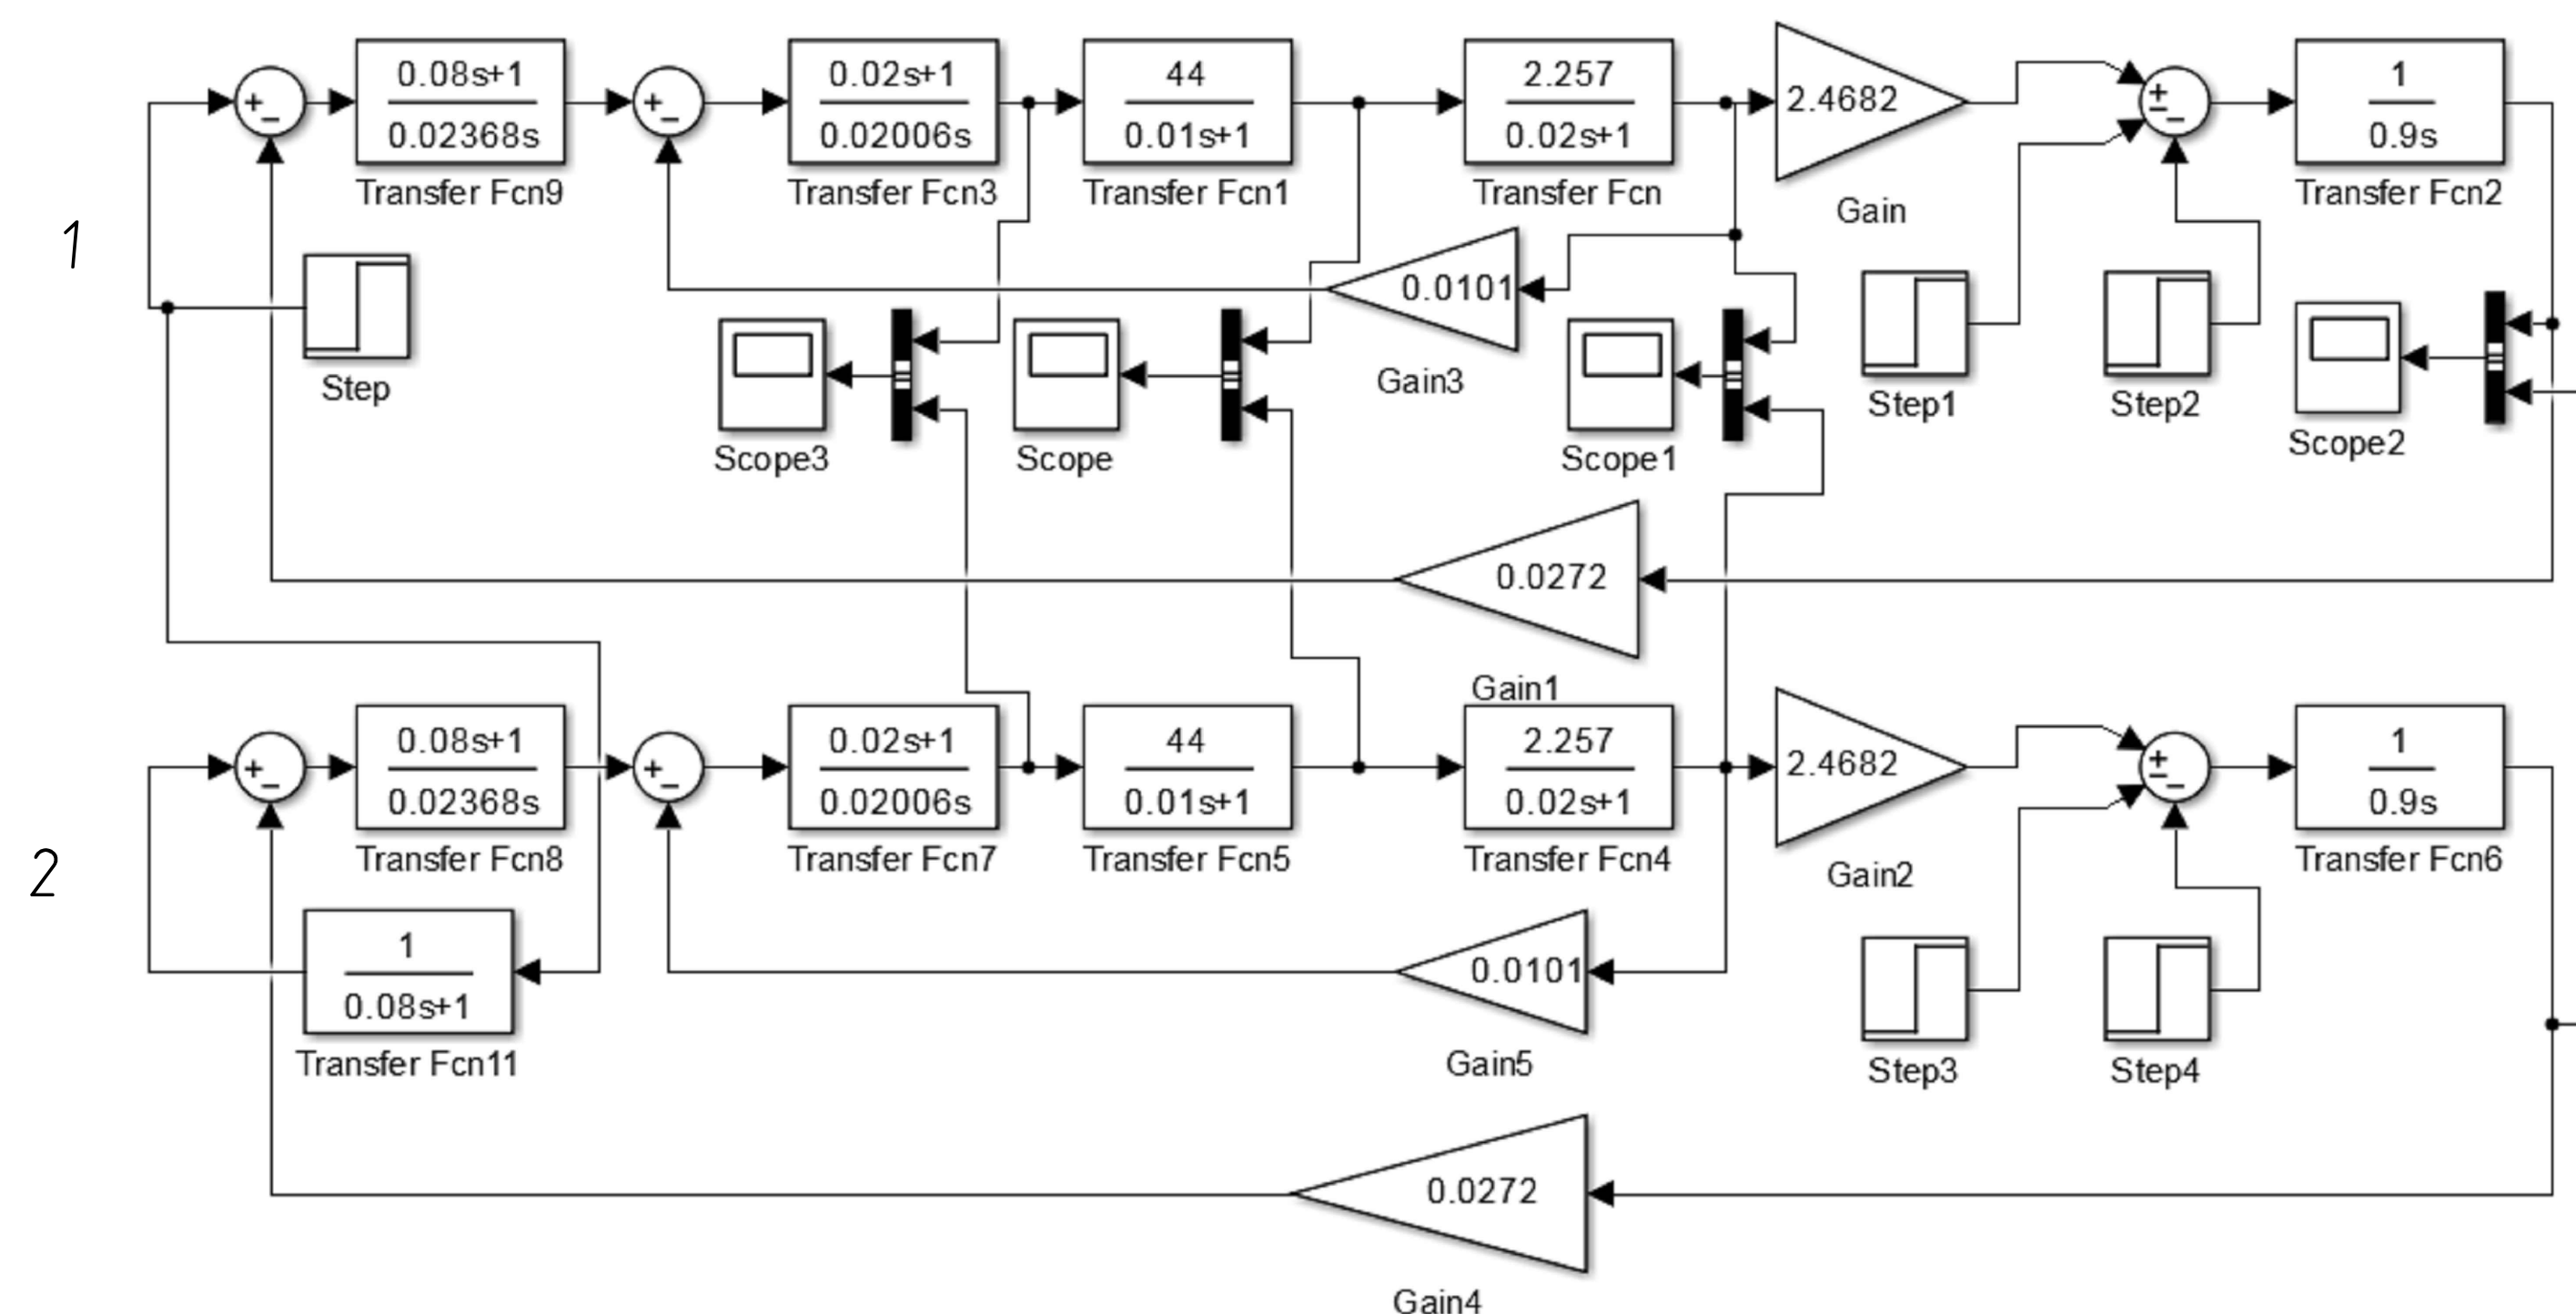 0.08s+1
0.02368s
Transfer Fcn9
0.02s+1
0.02006s
Transfer Fcn3
44
0.01s+1
Transfer Fcn1
2.257
0.02s+1
Transfer Fcn
2.4682
Gain
+
−
+
−
±
−
1
0.9s
Transfer Fcn2
1
Step
0.0101
Gain3
Scope3
Scope
Scope1
Step1
Step2
Scope2
0.0272
Gain1
+
−
0.08s+1
0.02368s
Transfer Fcn8
+
−
0.02s+1
0.02006s
Transfer Fcn7
44
0.01s+1
Transfer Fcn5
2.257
0.02s+1
Transfer Fcn4
2.4682
Gain2
±
−
1
0.9s
Transfer Fcn6
2
1
0.08s+1
Transfer Fcn11
0.0101
Gain5
Step3
Step4
0.0272
Gain4